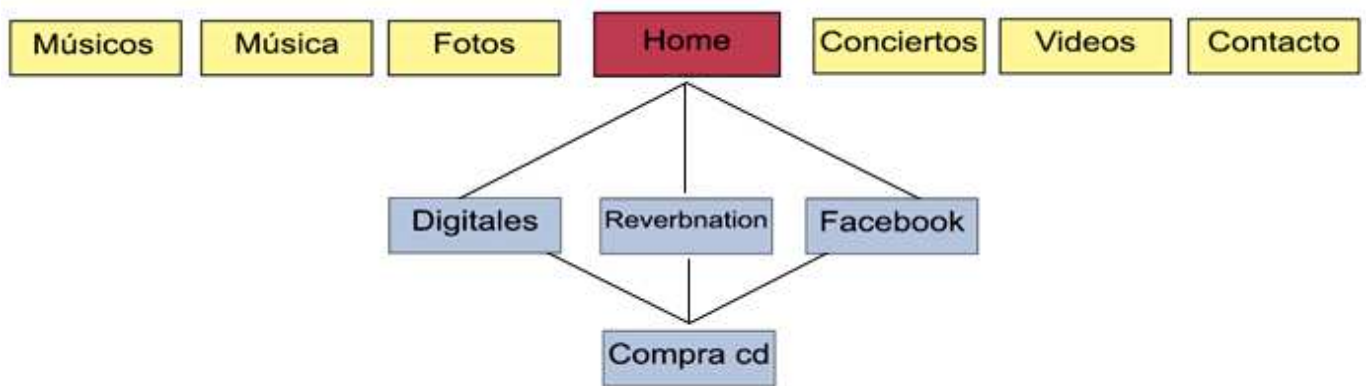 Músicos
Música
Fotos
Home
Conciertos
Videos
Contacto
Digitales
Reverbnation
Facebook
Compra cd